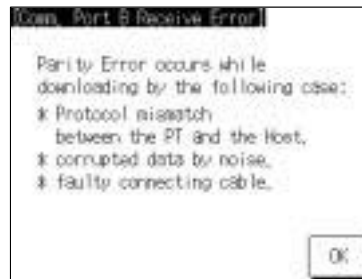 [Comm. Port B Receive Error]
Parity Error occurs while
downloading by the following case:
* Protocol mismatch
between the PT and the Host.
* corrupted data by noise.
* faulty connecting cable.
OK